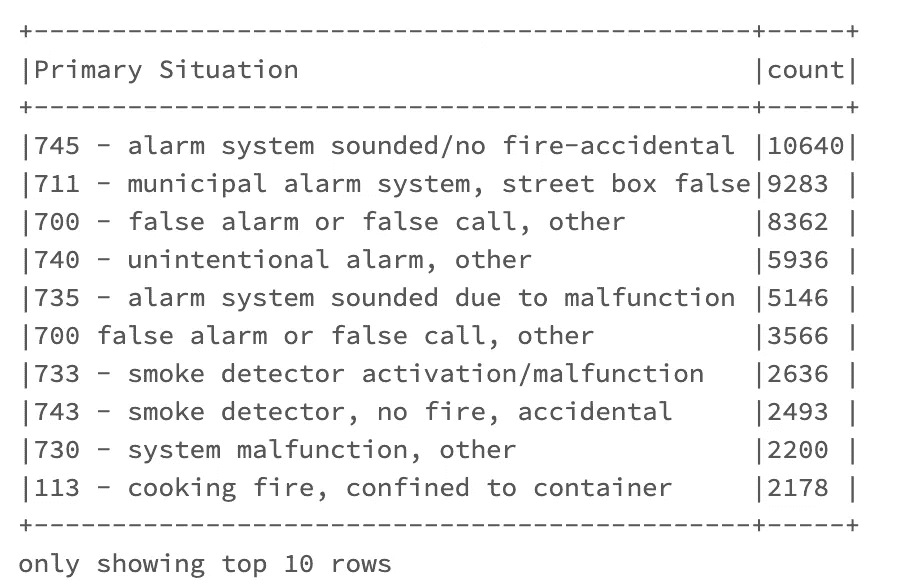 +----------------------------------------------+-----+
|Primary Situation                             |count|
+----------------------------------------------+-----+
|745 - alarm system sounded/no fire-accidental |10640|
|711 - municipal alarm system, street box false|9283 |
|700 - false alarm or false call, other        |8362 |
|740 - unintentional alarm, other              |5936 |
|735 - alarm system sounded due to malfunction |5146 |
|700 false alarm or false call, other          |3566 |
|733 - smoke detector activation/malfunction   |2636 |
|743 - smoke detector, no fire, accidental     |2493 |
|730 - system malfunction, other               |2200 |
|113 - cooking fire, confined to container     |2178 |
+----------------------------------------------+-----+
only showing top 10 rows